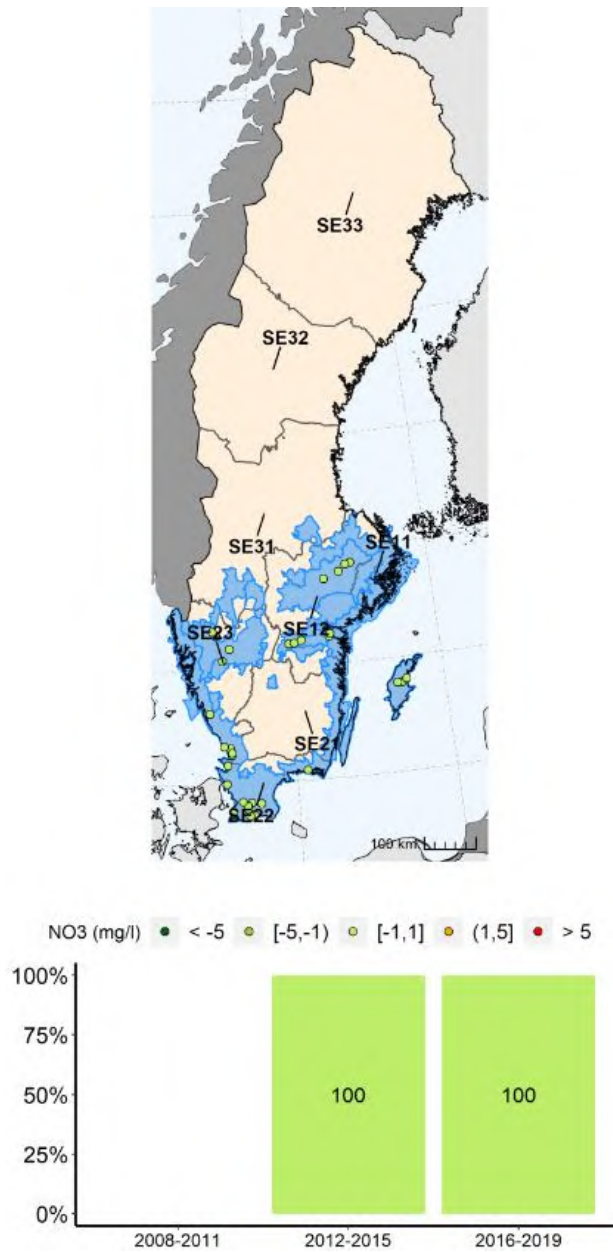 SE33
SE32
SE31
SE11
SE23
SE12
SE21
SE22
100 km
NO3 (mg/l) < -5 [-5,-1) [-1,1] (1,5] > 5
100%
75%
50%
25%
0%
100 100
2008-2011 2012-2015 2016-2019